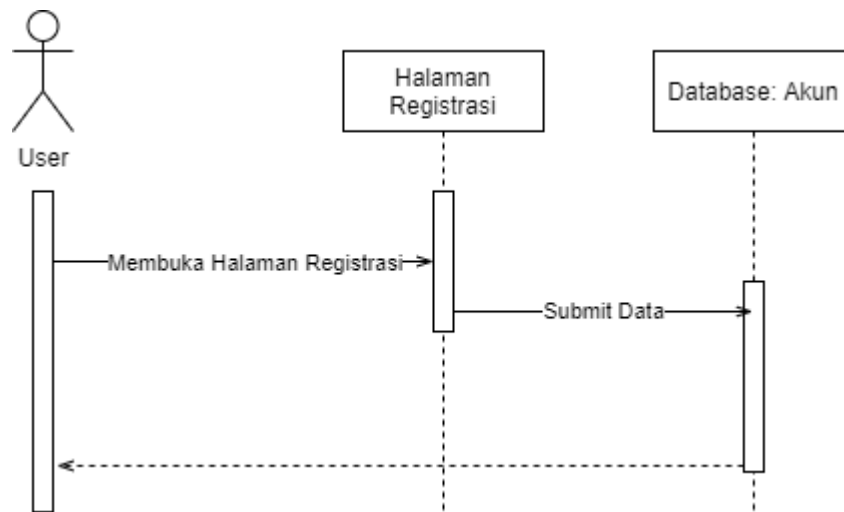 Halaman
Registrasi
Database: Akun
User
Membuka Halaman Registrasi
Submit Data